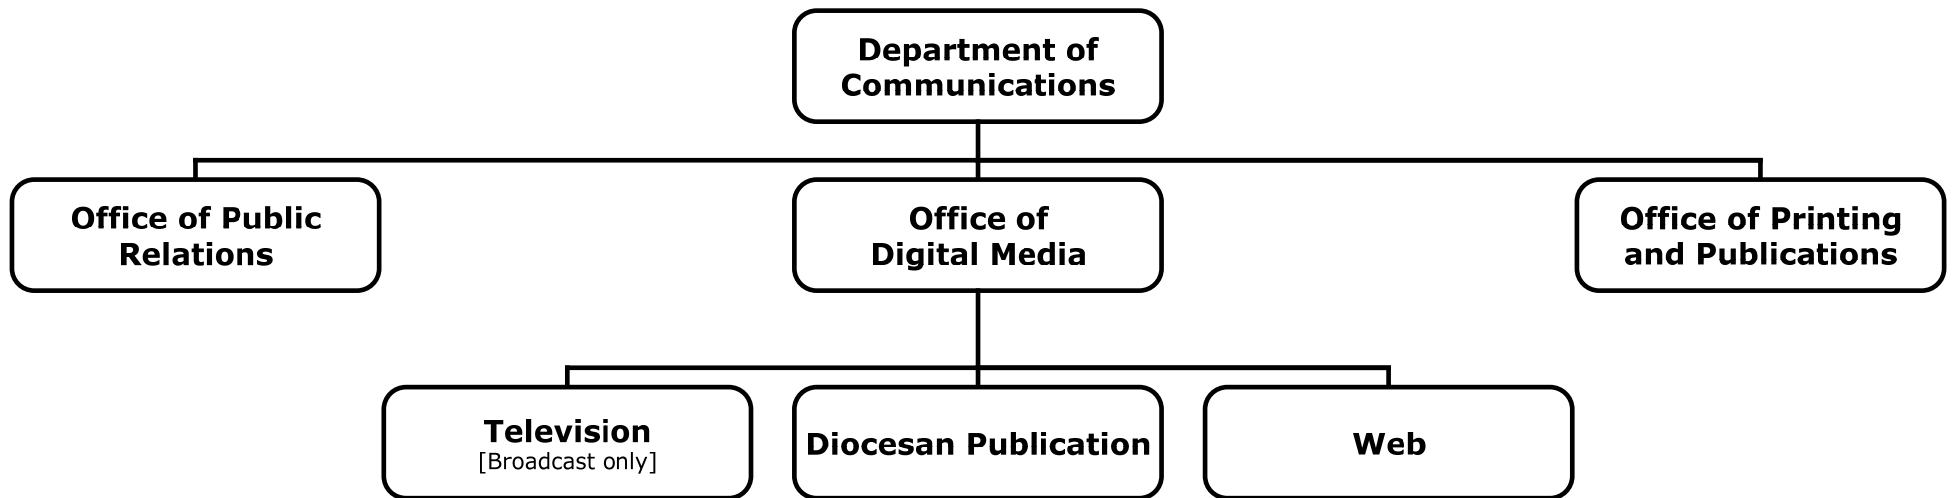 Department of
Communications
Office of Public
Relations
Office of
Digital Media
Office of Printing
and Publications
Television
[Broadcast only]
Diocesan Publication
Web